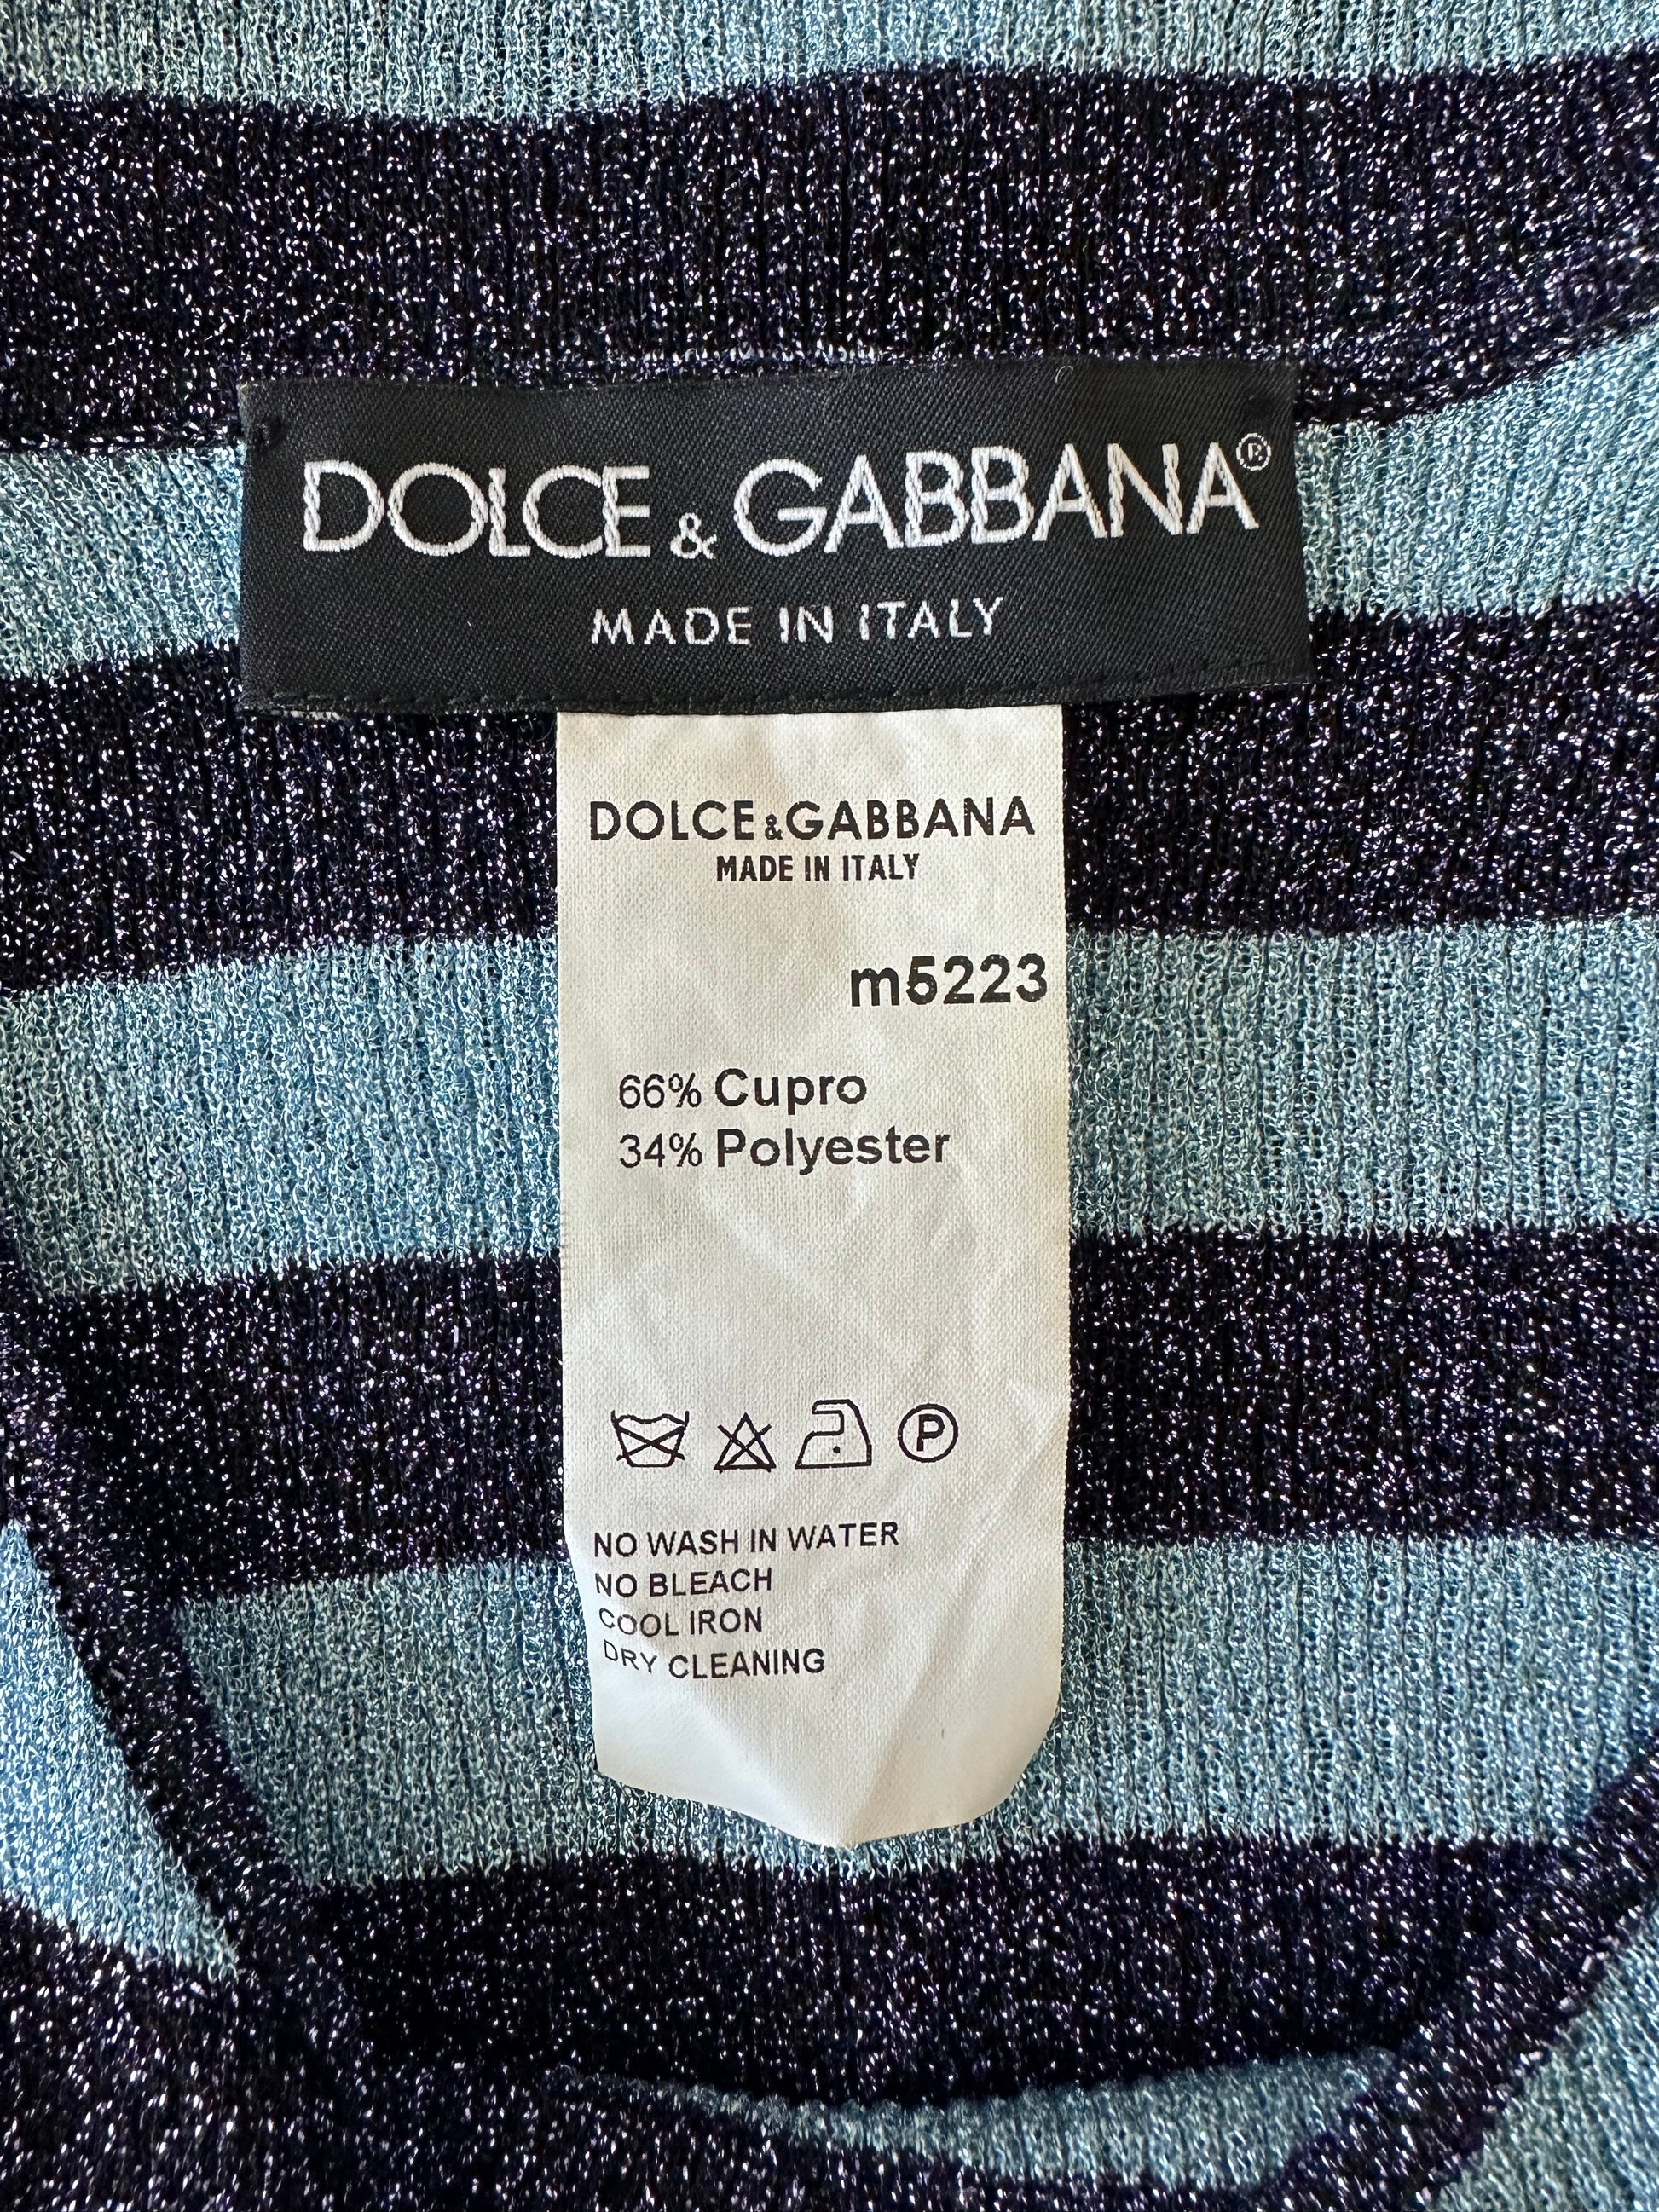 DOLCE & GABBANA®
MADE IN ITALY
DOLCE&GABBANA
MADE IN ITALY
m5223
66% Cupro
34% Polyester
P
NO WASH IN WATER
NO BLEACH
COOL IRON
DRY CLEANING